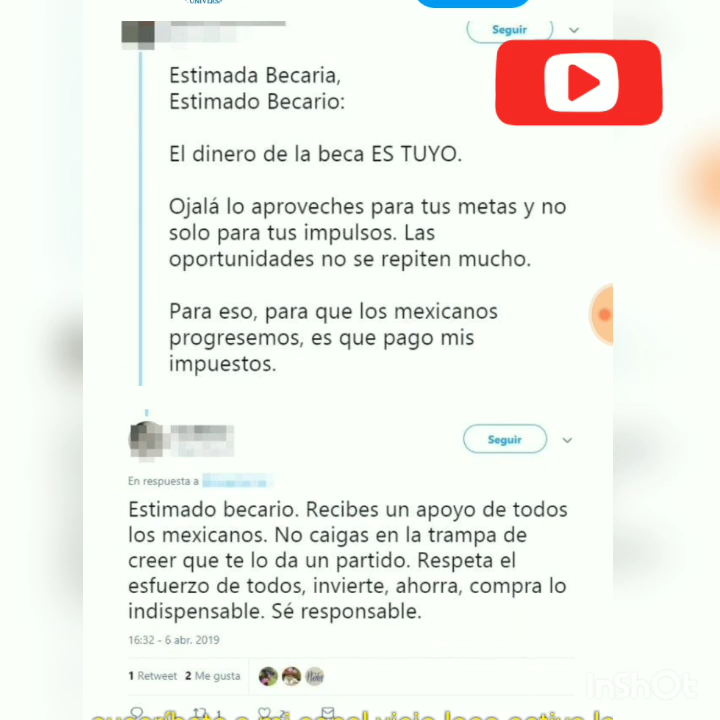 Seguir
Estimada Becaria,
Estimado Becario:
El dinero de la beca ES TUYO.
Ojalá lo aproveches para tus metas y no
solo para tus impulsos. Las
oportunidades no se repiten mucho.
Para eso, para que los mexicanos
progresemos, es que pago mis
impuestos.
Seguir
En respuesta a
Estimado becario. Recibes un apoyo de todos
los mexicanos. No caigas en la trampa de
creer que te lo da un partido. Respeta el
esfuerzo de todos, invierte, ahorra, compra lo
indispensable. Sé responsable.
16:32 - 6 abr. 2019
1 Retweet 2 Me gusta
InShOt